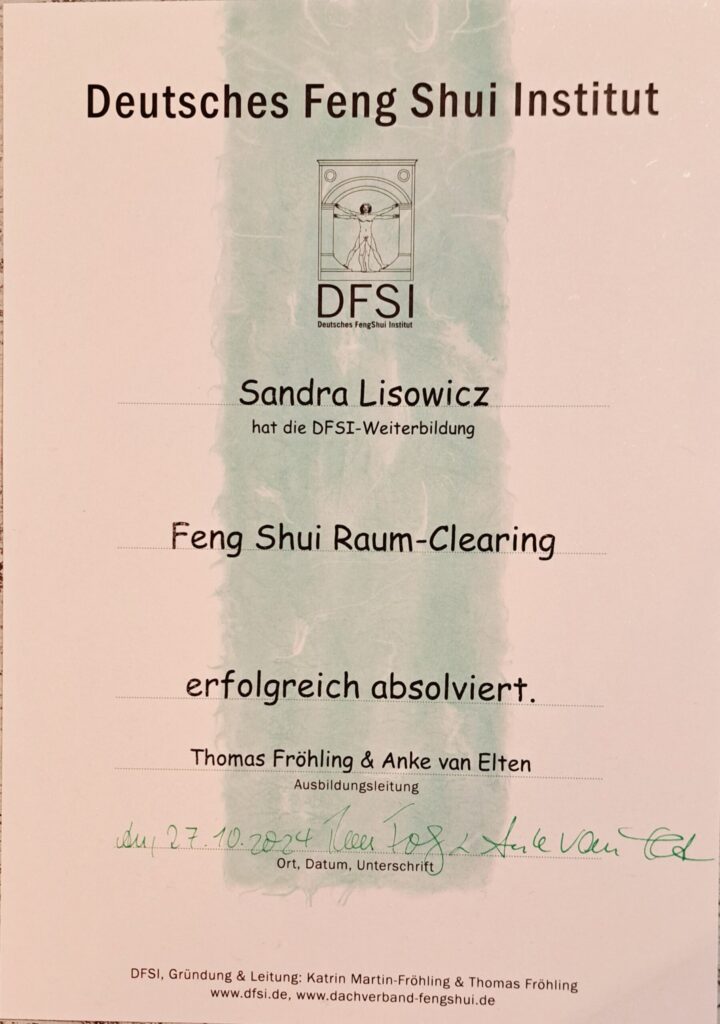 Deutsches Feng Shui Institut
DFSI
Deutsches FengShui Institut
Sandra Lisowicz
hat die DFSI-Weiterbildung
Feng Shui Raum-Clearing
erfolgreich absolviert.
Thomas Fröhling & Anke van Elten
Ausbildungsleitung
27.10.2024 & Anke van
Ort, Datum, Unterschrift
DFSI, Gründung & Leitung: Katrin Martin-Fröhling & Thomas Fröhling
www.dfsi.de, www.dachverband-fengshui.de